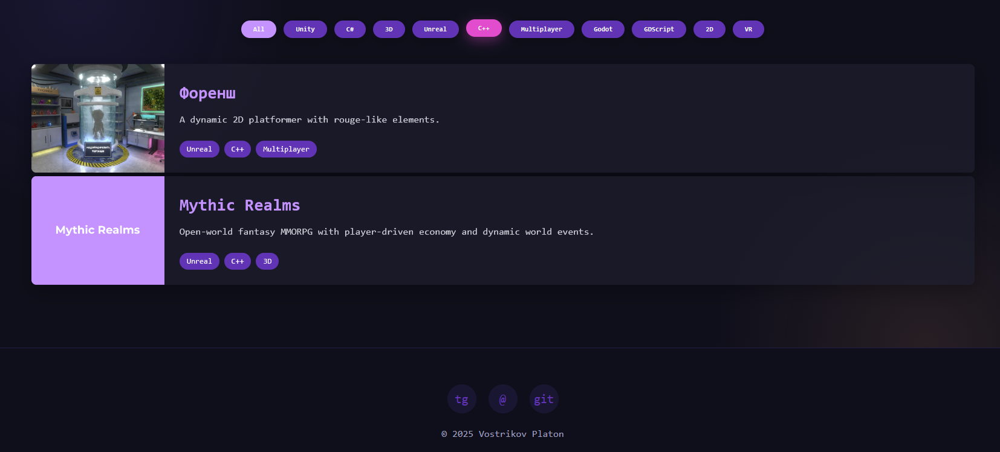 All Unity C# 3D Unreal C++ Multiplayer Godot GDScript 2D VR
Форенш
A dynamic 2D platformer with rouge-like elements.
Unreal C++ Multiplayer
Mythic Realms
Mythic Realms
Open-world fantasy MMORPG with player-driven economy and dynamic world events.
Unreal C++ 3D
tg @ git
© 2025 Vostrikov Platon